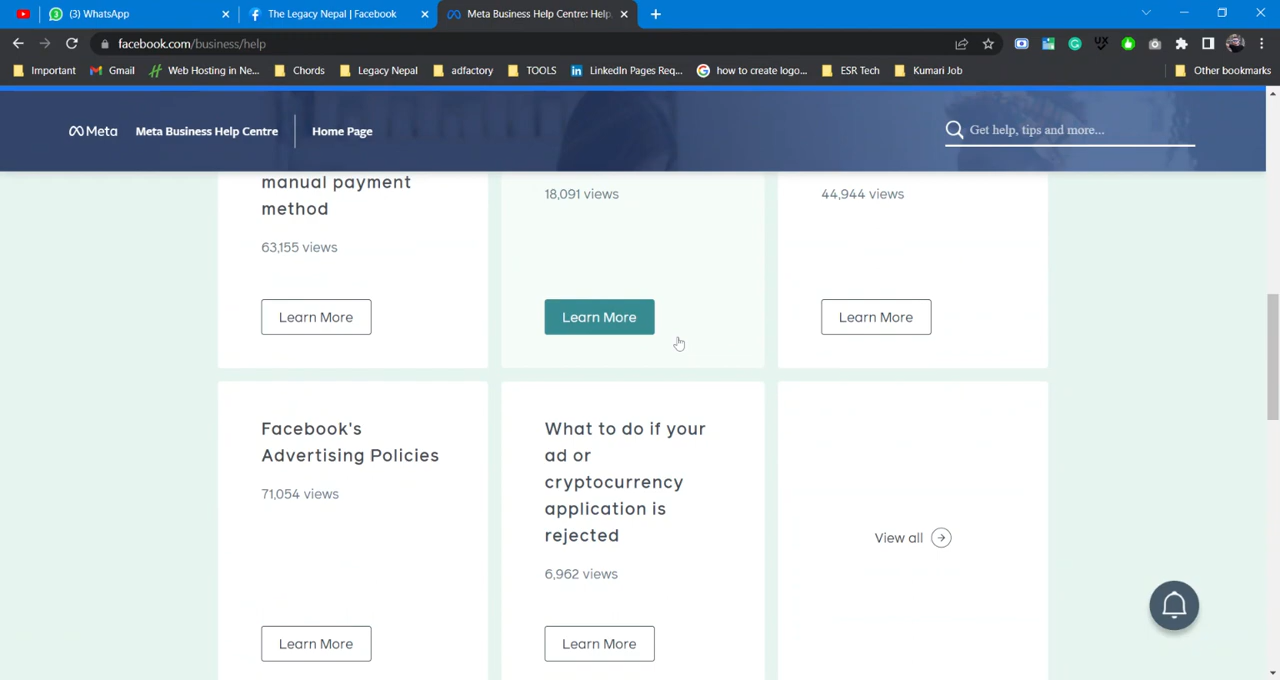 (3) WhatsApp
The Legacy Nepal | Facebook
Meta Business Help Centre: Help,
facebook.com/business/help
Important
Gmail
Web Hosting in Ne...
Chords
Legacy Nepal
adfactory
TOOLS
LinkedIn Pages Req...
how to create logo...
ESR Tech
Kumari Job
Other bookmarks
Meta
Meta Business Help Centre
Home Page
Get help, tips and more...
manual payment
method
63,155 views
Learn More
18,091 views
Learn More
44,944 views
Learn More
Facebook's
Advertising Policies
71,054 views
Learn More
What to do if your
ad or
cryptocurrency
application is
rejected
6,962 views
Learn More
View all